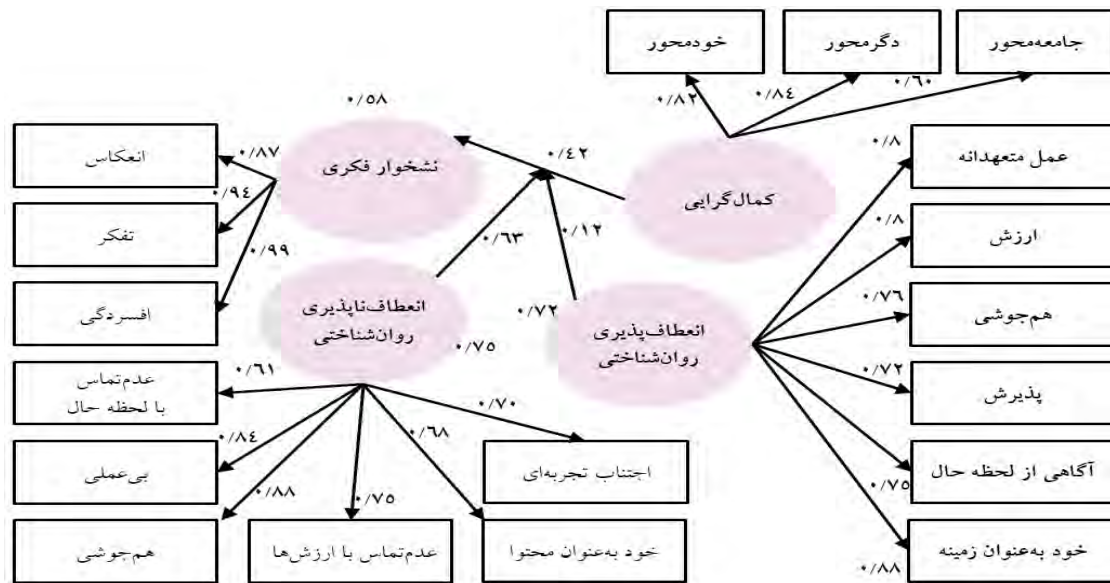 جامعه‌محور
دگرمحور
خودمحور
۰/۶۰
۰/۸٤
۰/۸۲
۰/۵۸
نشخوار فکری
کمال‌گرایی
۰/٤۲
۰/۶۳
۰/۱۲
انعکاس
تفکر
افسردگی
۰/۸۷
۰/۹٤
۰/۹۹
انعطاف‌ناپذیری
روان‌شناختی
۰/۷۵
انعطاف‌پذیری
روان‌شناختی
۰/۷۲
عمل متعهدانه
ارزش
هم‌جوشی
پذیرش
آگاهی از لحظه حال
خود به‌عنوان زمینه
۰/۸
۰/۸
۰/۷۶
۰/۷۲
۰/۷۵
۰/۸۸
عدم‌تماس
با لحظه حال
بی‌عملی
هم‌جوشی
عدم‌تماس با ارزش‌ها
خود به‌عنوان محتوا
اجتناب تجربه‌ای
۰/۶۱
۰/۸٤
۰/۸۸
۰/۷۵
۰/۶۸
۰/۷۰